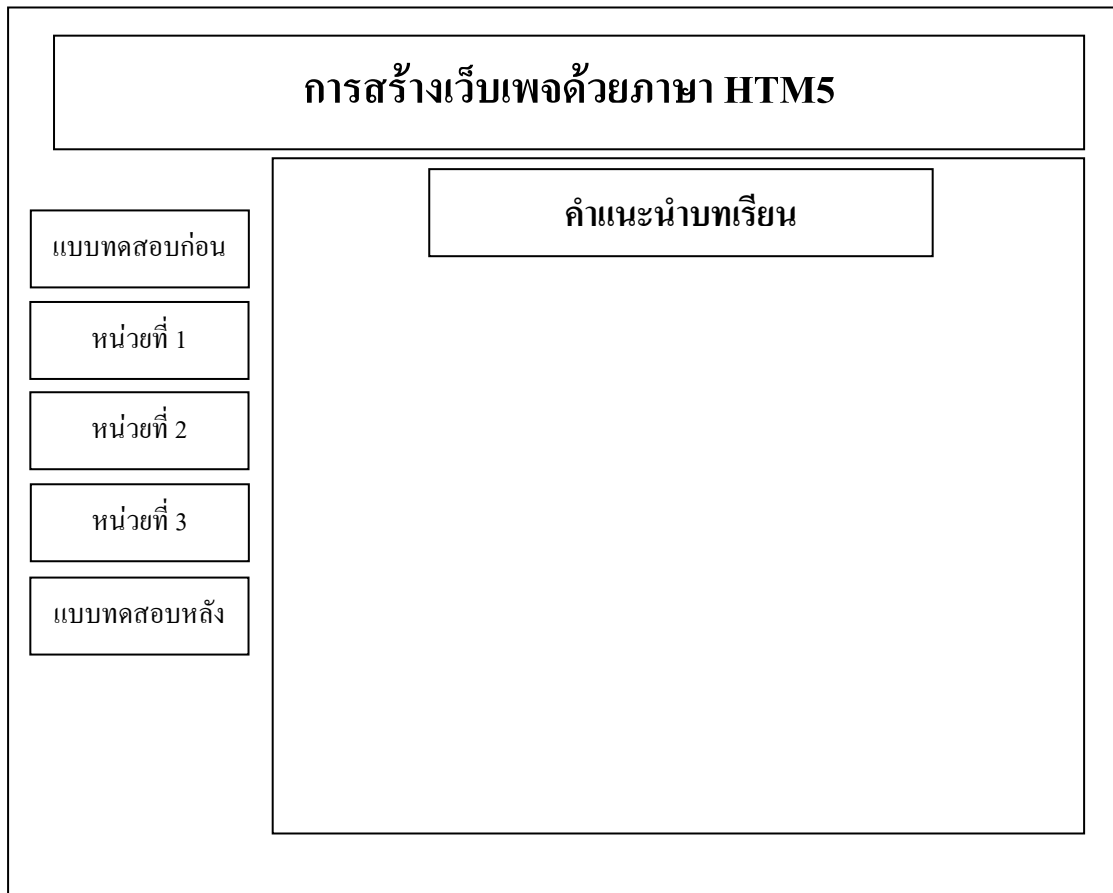 การสร้างเว็บเพจด้วยภาษา HTM5
คำแนะนำบทเรียน
แบบทดสอบก่อน
หน่วยที่ 1
หน่วยที่ 2
หน่วยที่ 3
แบบทดสอบหลัง